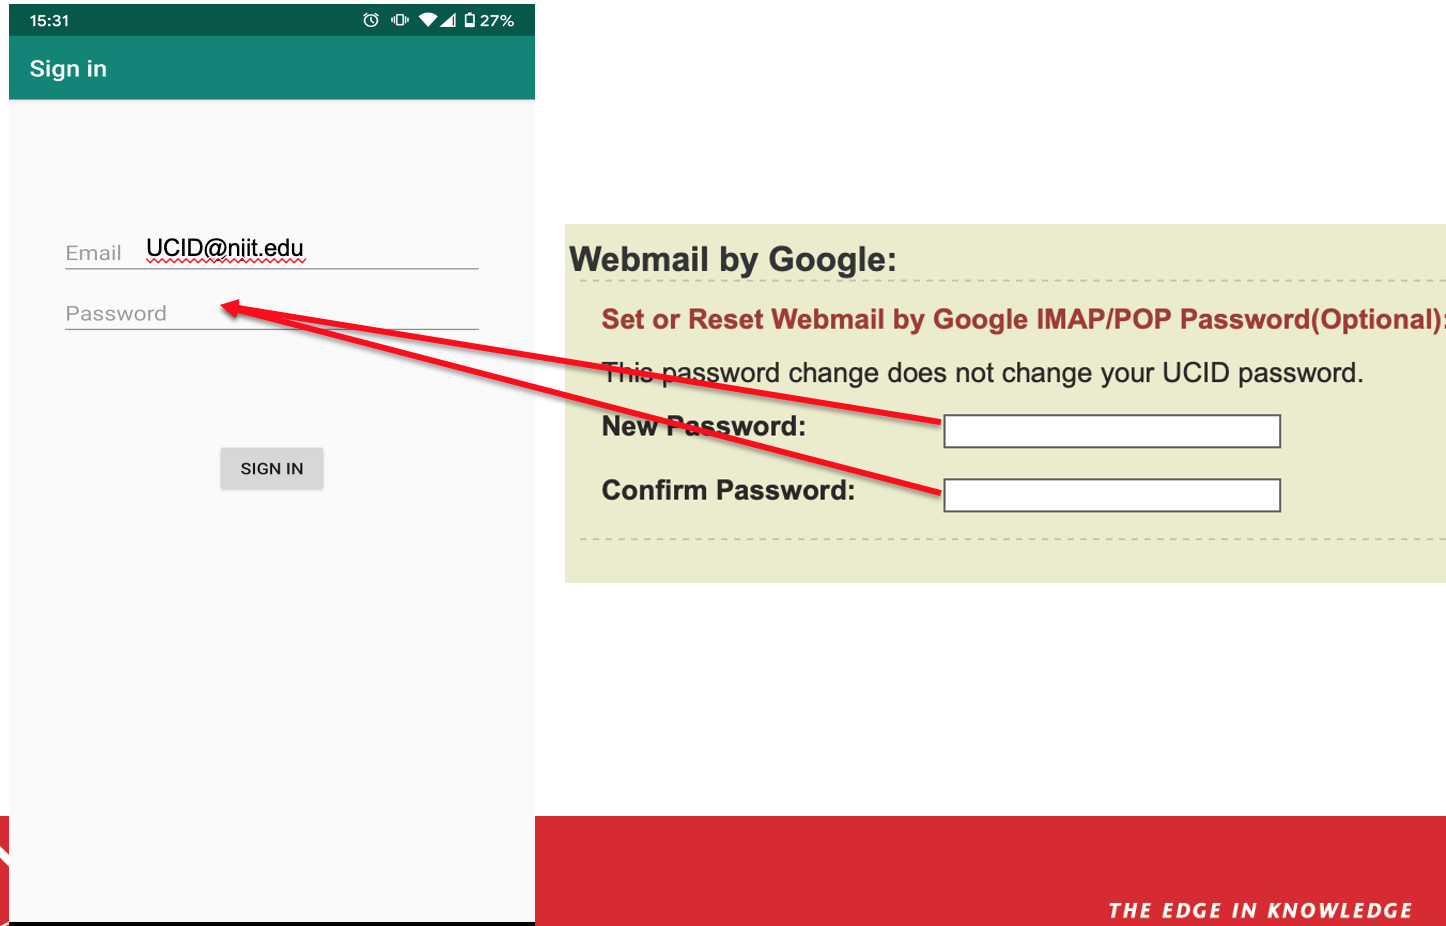 15:31
27%
Sign in
Email UCID@njit.edu
Password
SIGN IN
Webmail by Google:
Set or Reset Webmail by Google IMAP/POP Password(Optional):
This password change does not change your UCID password.
New Password:
Confirm Password:
THE EDGE IN KNOWLEDGE